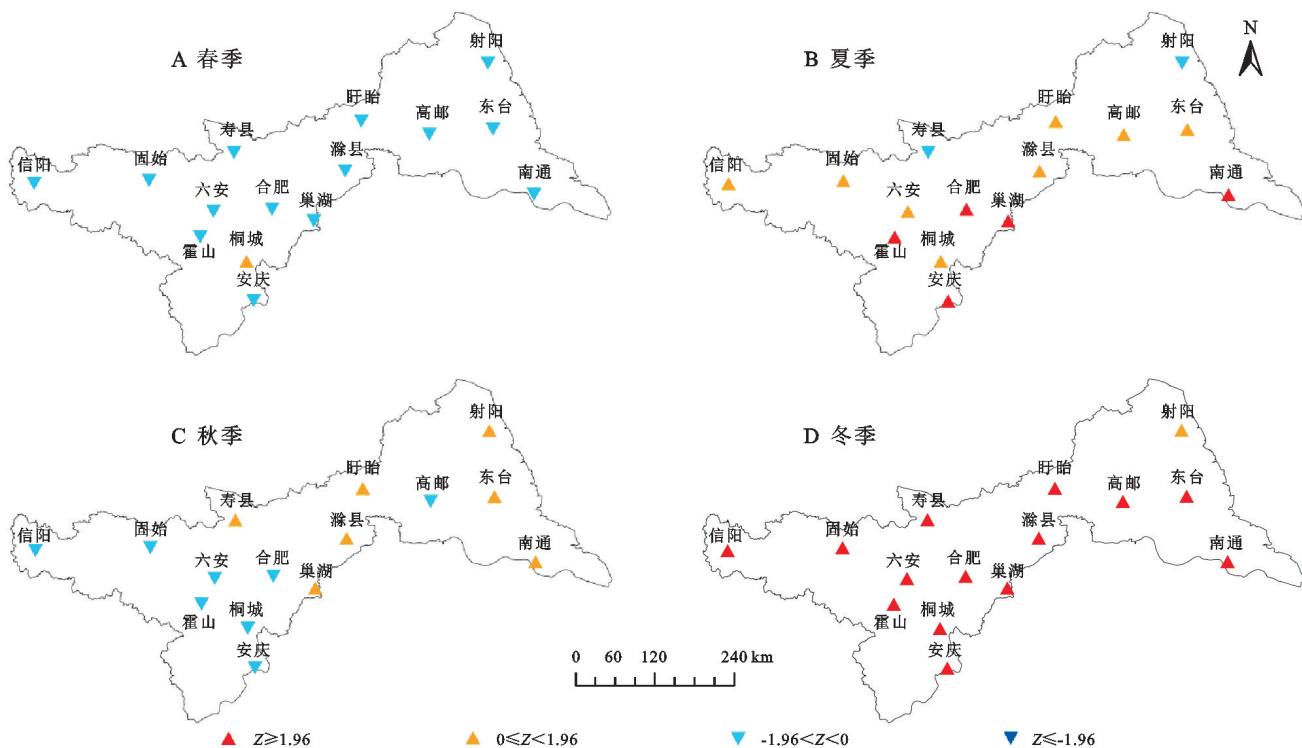 A 春季
射阳
盱眙
高邮
东台
寿县
滁县
信阳
固始
南通
六安
合肥
巢湖
霍山
桐城
安庆
B 夏季
N
射阳
盱眙
高邮
东台
寿县
滁县
信阳
固始
南通
六安
合肥
巢湖
霍山
桐城
安庆
C 秋季
射阳
盱眙
高邮
东台
寿县
滁县
信阳
固始
南通
六安
合肥
巢湖
霍山
桐城
安庆
D 冬季
射阳
盱眙
高邮
东台
寿县
滁县
信阳
固始
南通
六安
合肥
巢湖
霍山
桐城
安庆
0 60 120 240 km
Z≥1.96 0≤Z<1.96 -1.96<Z<0 Z≤-1.96